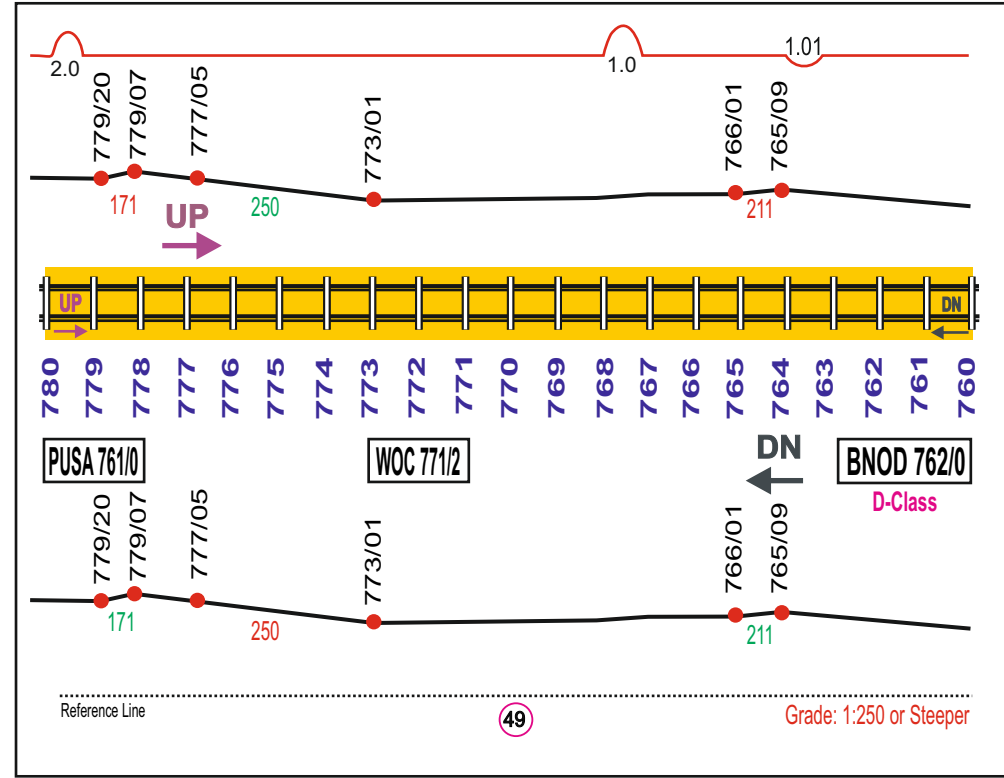 2.0 1.0 1.01
779/20 779/07 777/05 773/01 766/01 765/09
171 250 211
UP
UP DN
780 779 778 777 776 775 774 773 772 771 770 769 768 767 766 765 764 763 762 761 760
PUSA 761/0 WOC 771/2 DN BNOD 762/0
D-Class
779/20 779/07 777/05 773/01 766/01 765/09
171 250 211
Reference Line 49 Grade: 1:250 or Steeper